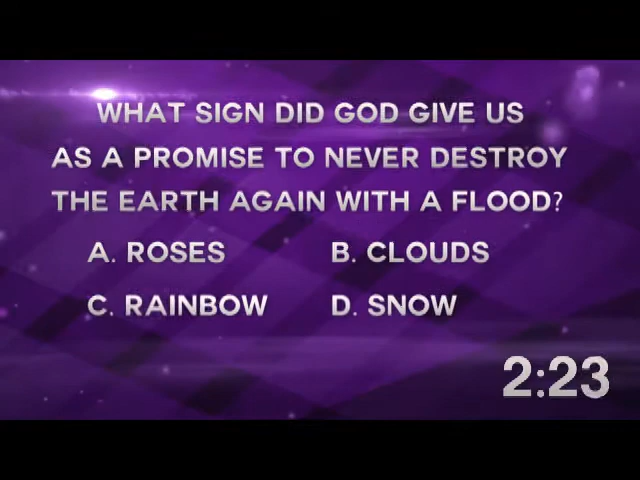 WHAT SIGN DID GOD GIVE US
AS A PROMISE TO NEVER DESTROY
THE EARTH AGAIN WITH A FLOOD?
A. ROSES B. CLOUDS
C. RAINBOW D. SNOW
2:23